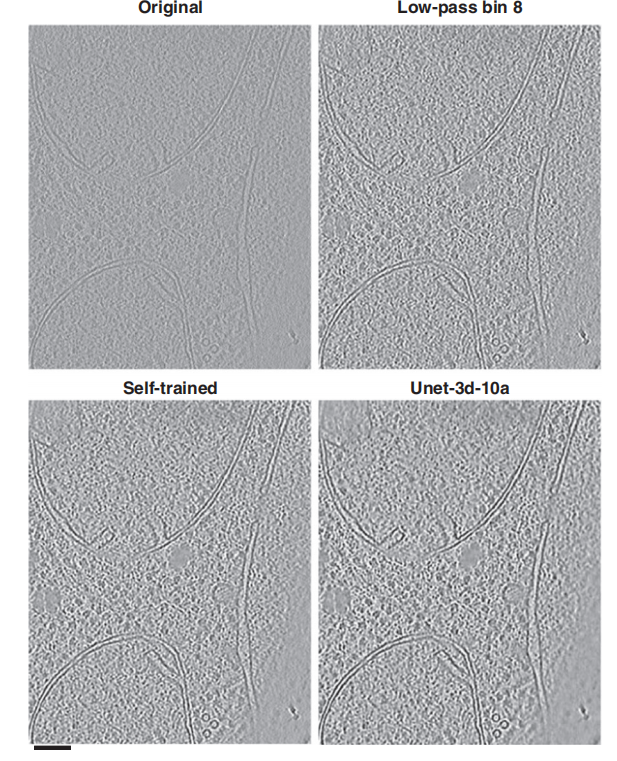 Original
Low-pass bin 8
Self-trained
Unet-3d-10a